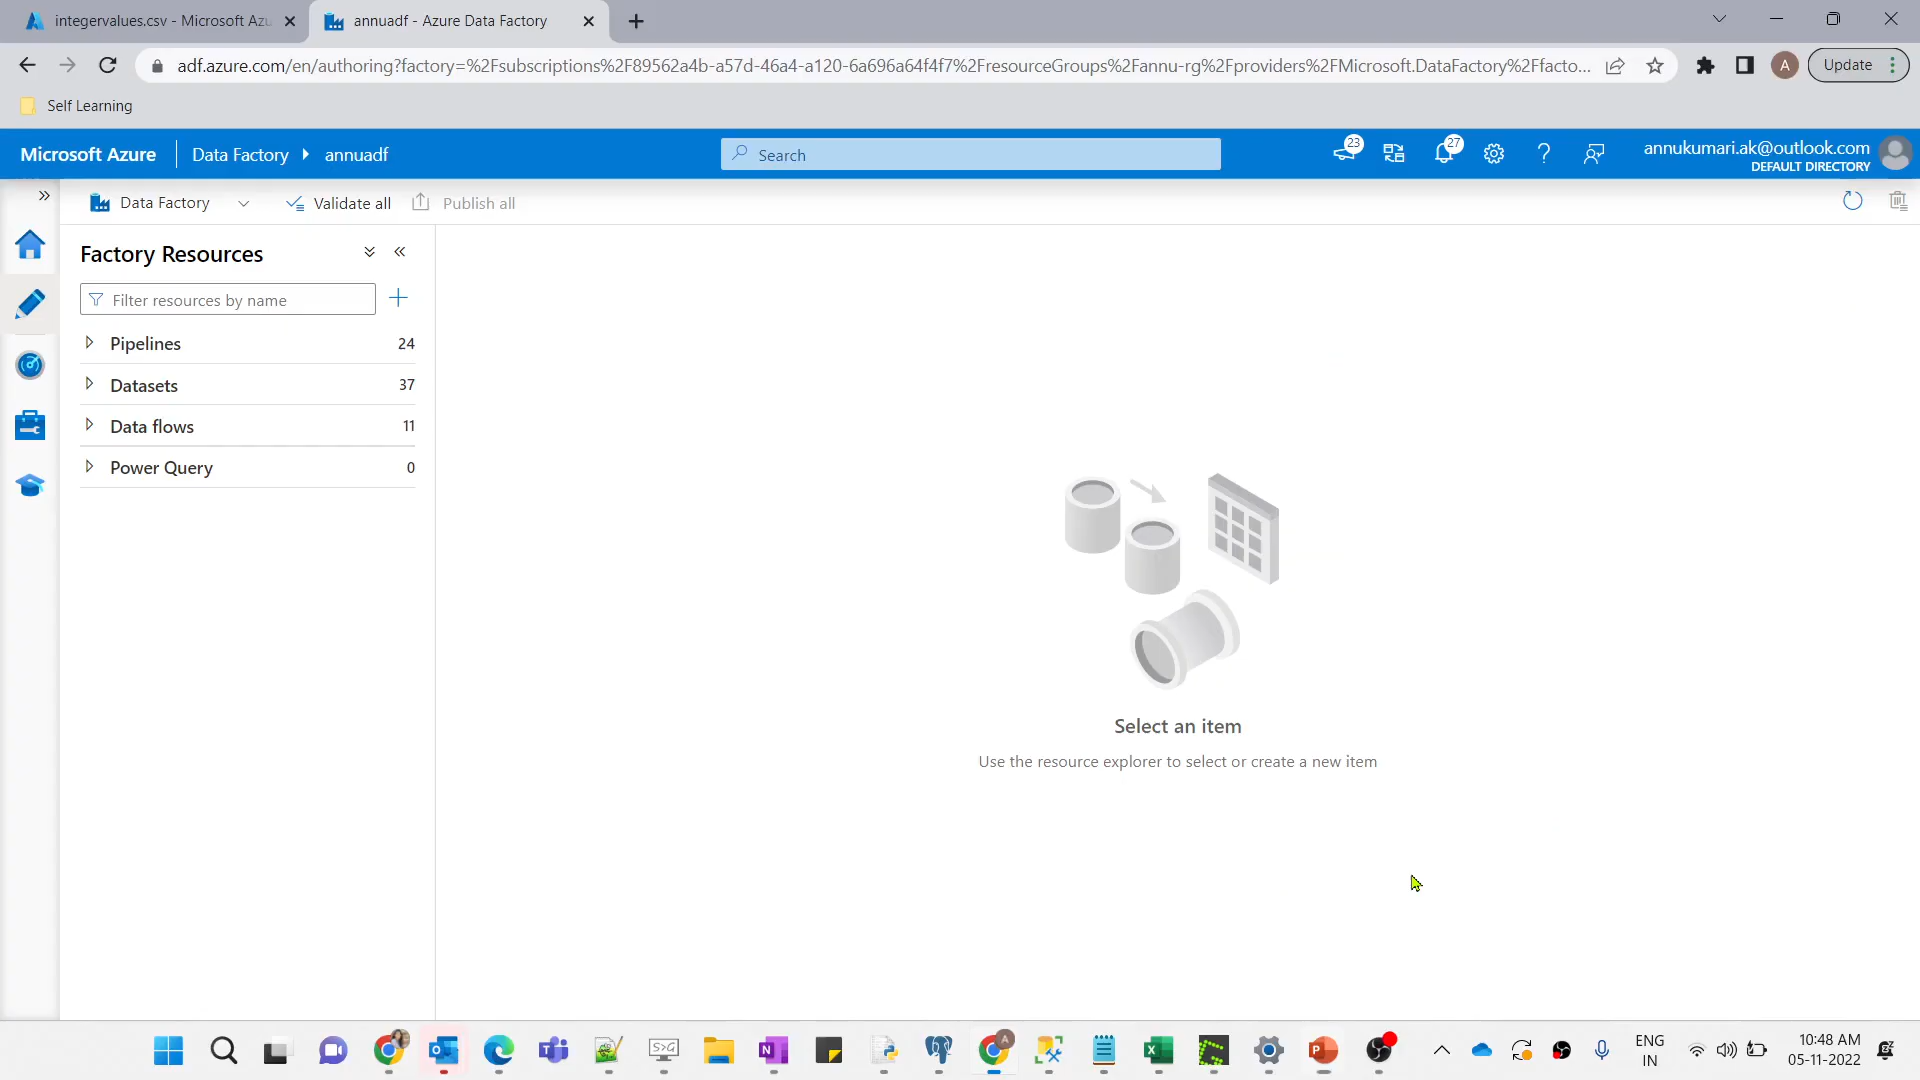 integervalues.csv - Microsoft Azu
annuadf - Azure Data Factory
adf.azure.com/en/authoring?factory=%2Fsubscriptions%2F89562a4b-a57d-46a4-a120-6a696a64f4f7%2FresourceGroups%2Fannu-rg%2Fproviders%2FMicrosoft.DataFactory%2Ffacto...
A
Update
Self Learning
Microsoft Azure
Data Factory
annuadf
Search
23
27
annukumari.ak@outlook.com
DEFAULT DIRECTORY
Data Factory
Validate all
Publish all
Factory Resources
Filter resources by name
Pipelines 24
Datasets 37
Data flows 11
Power Query 0
Select an item
Use the resource explorer to select or create a new item
A
S>G
N
P
ENG
IN
10:48 AM
05-11-2022